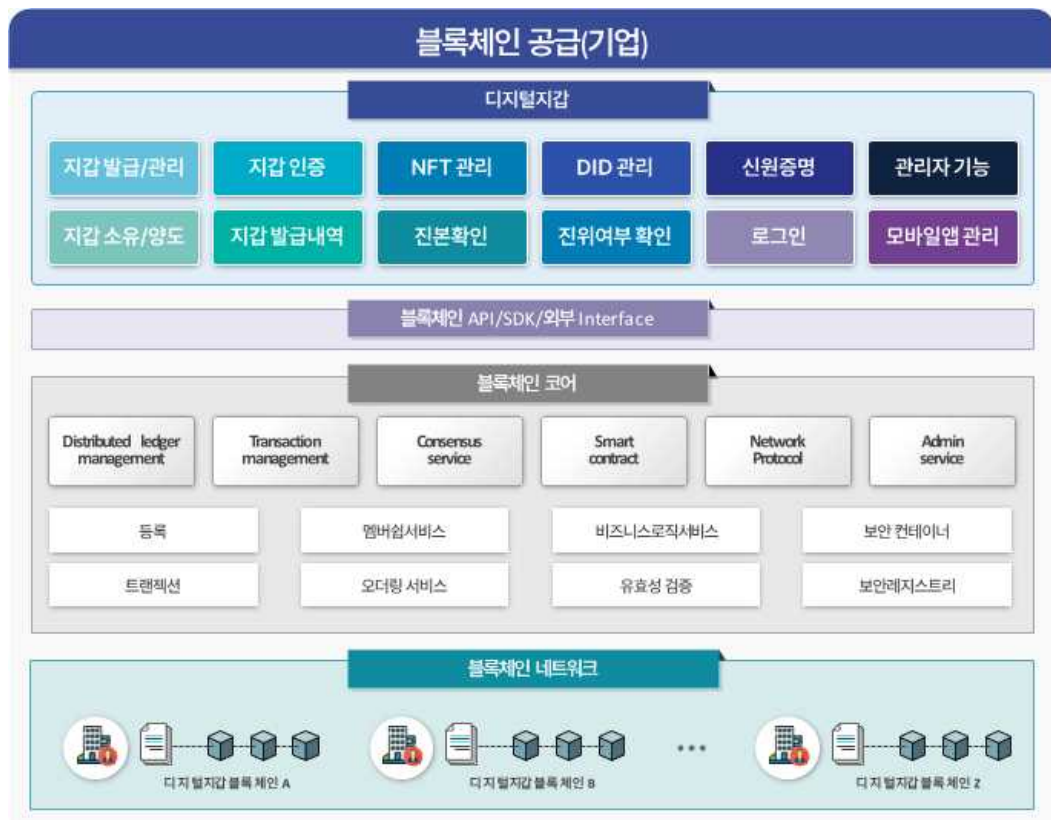 블록체인 공급(기업)
디지털지갑
지갑 발급/관리
지갑 인증
NFT 관리
DID 관리
신원증명
관리자 기능
지갑 소유/양도
지갑 발급내역
진본확인
진위여부 확인
로그인
모바일앱 관리
블록체인 API/SDK/외부 Interface
블록체인 코어
Distributed ledger
management
Transaction
management
Consensus
service
Smart
contract
Network
Protocol
Admin
service
등록
멤버쉽서비스
비즈니스로직서비스
보안 컨테이너
트랜젝션
오더링 서비스
유효성 검증
보안레지스트리
블록체인 네트워크
디지털지갑블록체인 A
디지털지갑블록체인 B
...
디지털지갑블록체인 Z